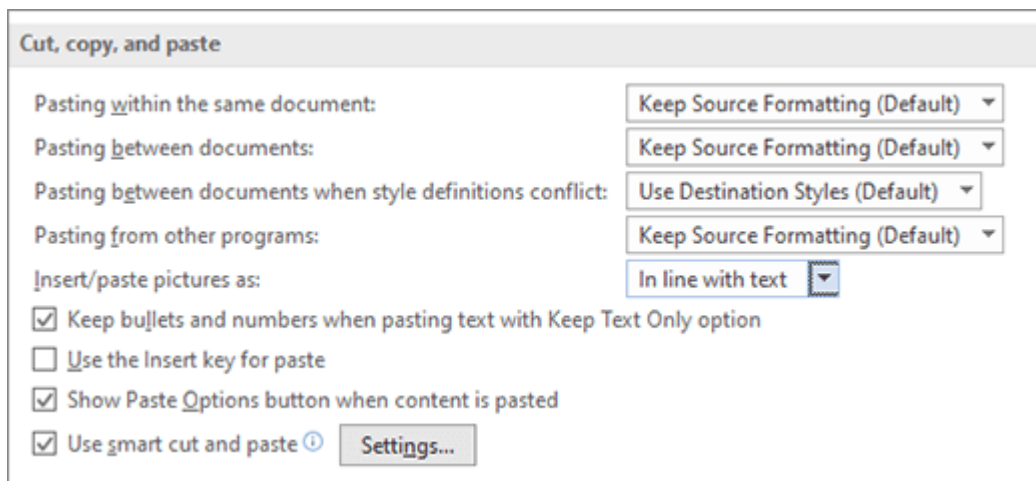 Cut, copy, and paste
Pasting within the same document: Keep Source Formatting (Default)
Pasting between documents: Keep Source Formatting (Default)
Pasting between documents when style definitions conflict: Use Destination Styles (Default)
Pasting from other programs: Keep Source Formatting (Default)
Insert/paste pictures as: In line with text
Keep bullets and numbers when pasting text with Keep Text Only option
Use the Insert key for paste
Show Paste Options button when content is pasted
Use smart cut and paste Settings...